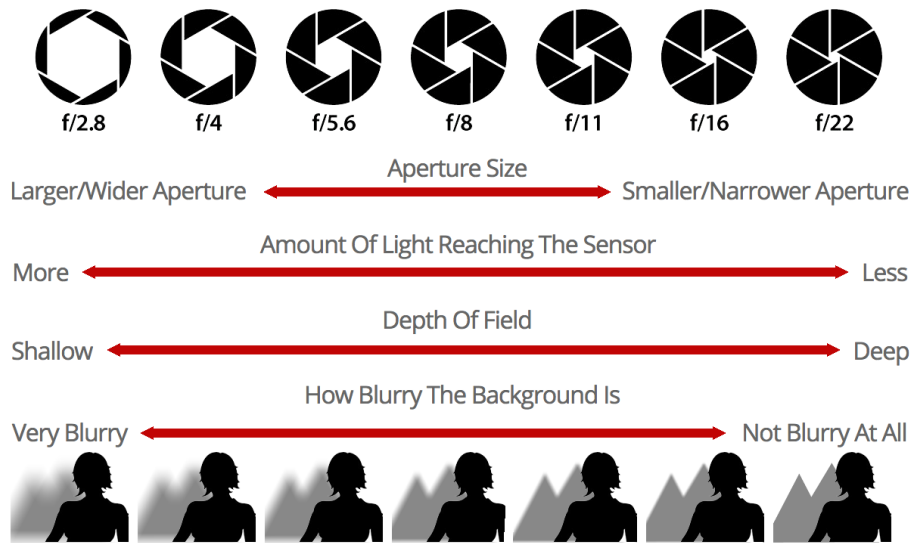 f/2.8 f/4 f/5.6 f/8 f/11 f/16 f/22
Aperture Size
Larger/Wider Aperture Smaller/Narrower Aperture
Amount Of Light Reaching The Sensor
More Less
Depth Of Field
Shallow Deep
How Blurry The Background Is
Very Blurry Not Blurry At All